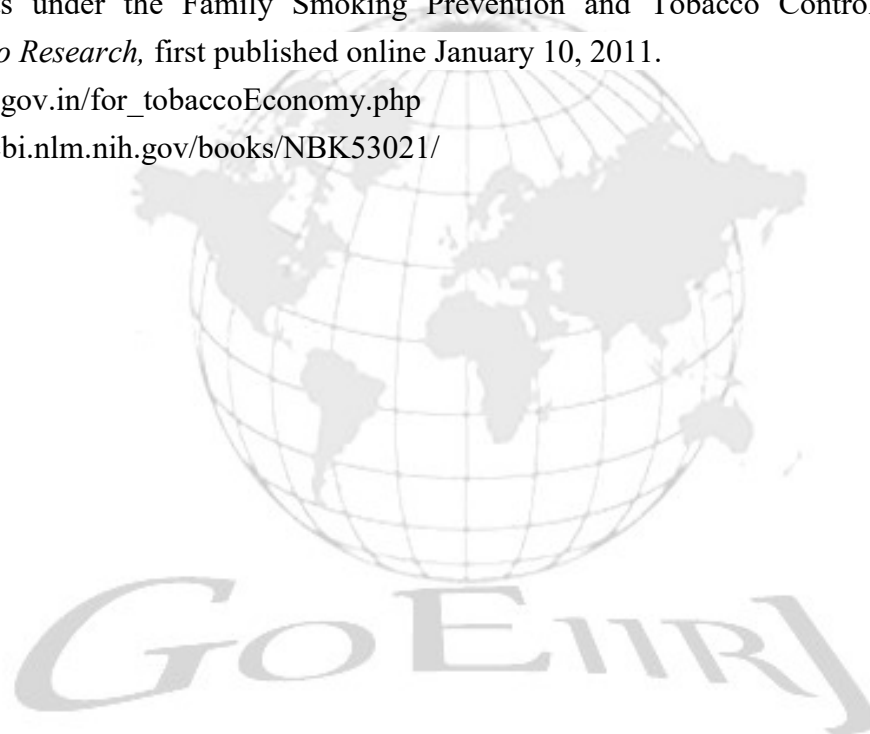 s under the Family Smoking Prevention and Tobacco Control
o Research, first published online January 10, 2011.
gov.in/for_tobaccoEconomy.php
bi.nlm.nih.gov/books/NBK53021/
GOEIIRJ